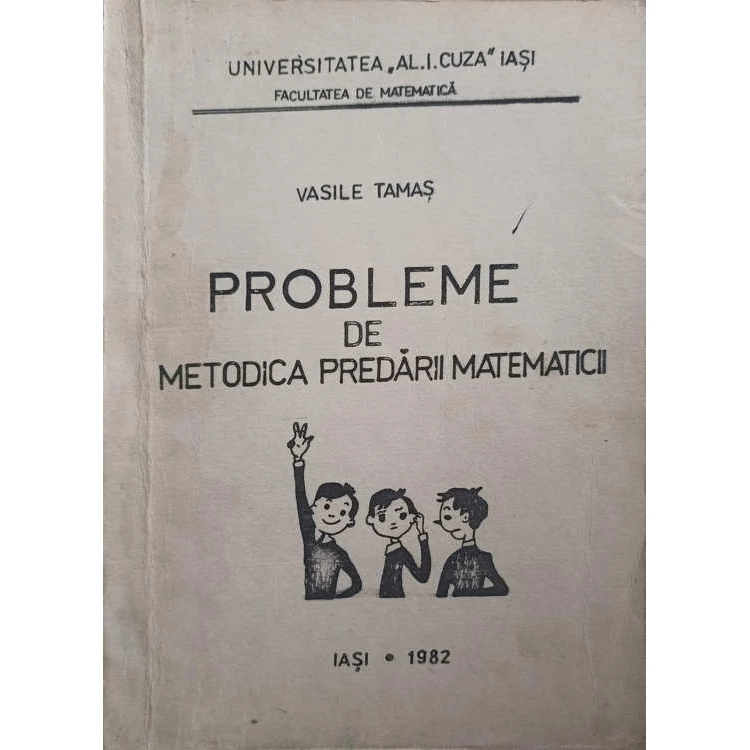 UNIVERSITATEA „AL.I.CUZA" IAȘI
FACULTATEA DE MATEMATICĂ
VASILE TAMAȘ
PROBLEME
DE
METODICA PREDĂRII MATEMATICII
IAȘI • 1982